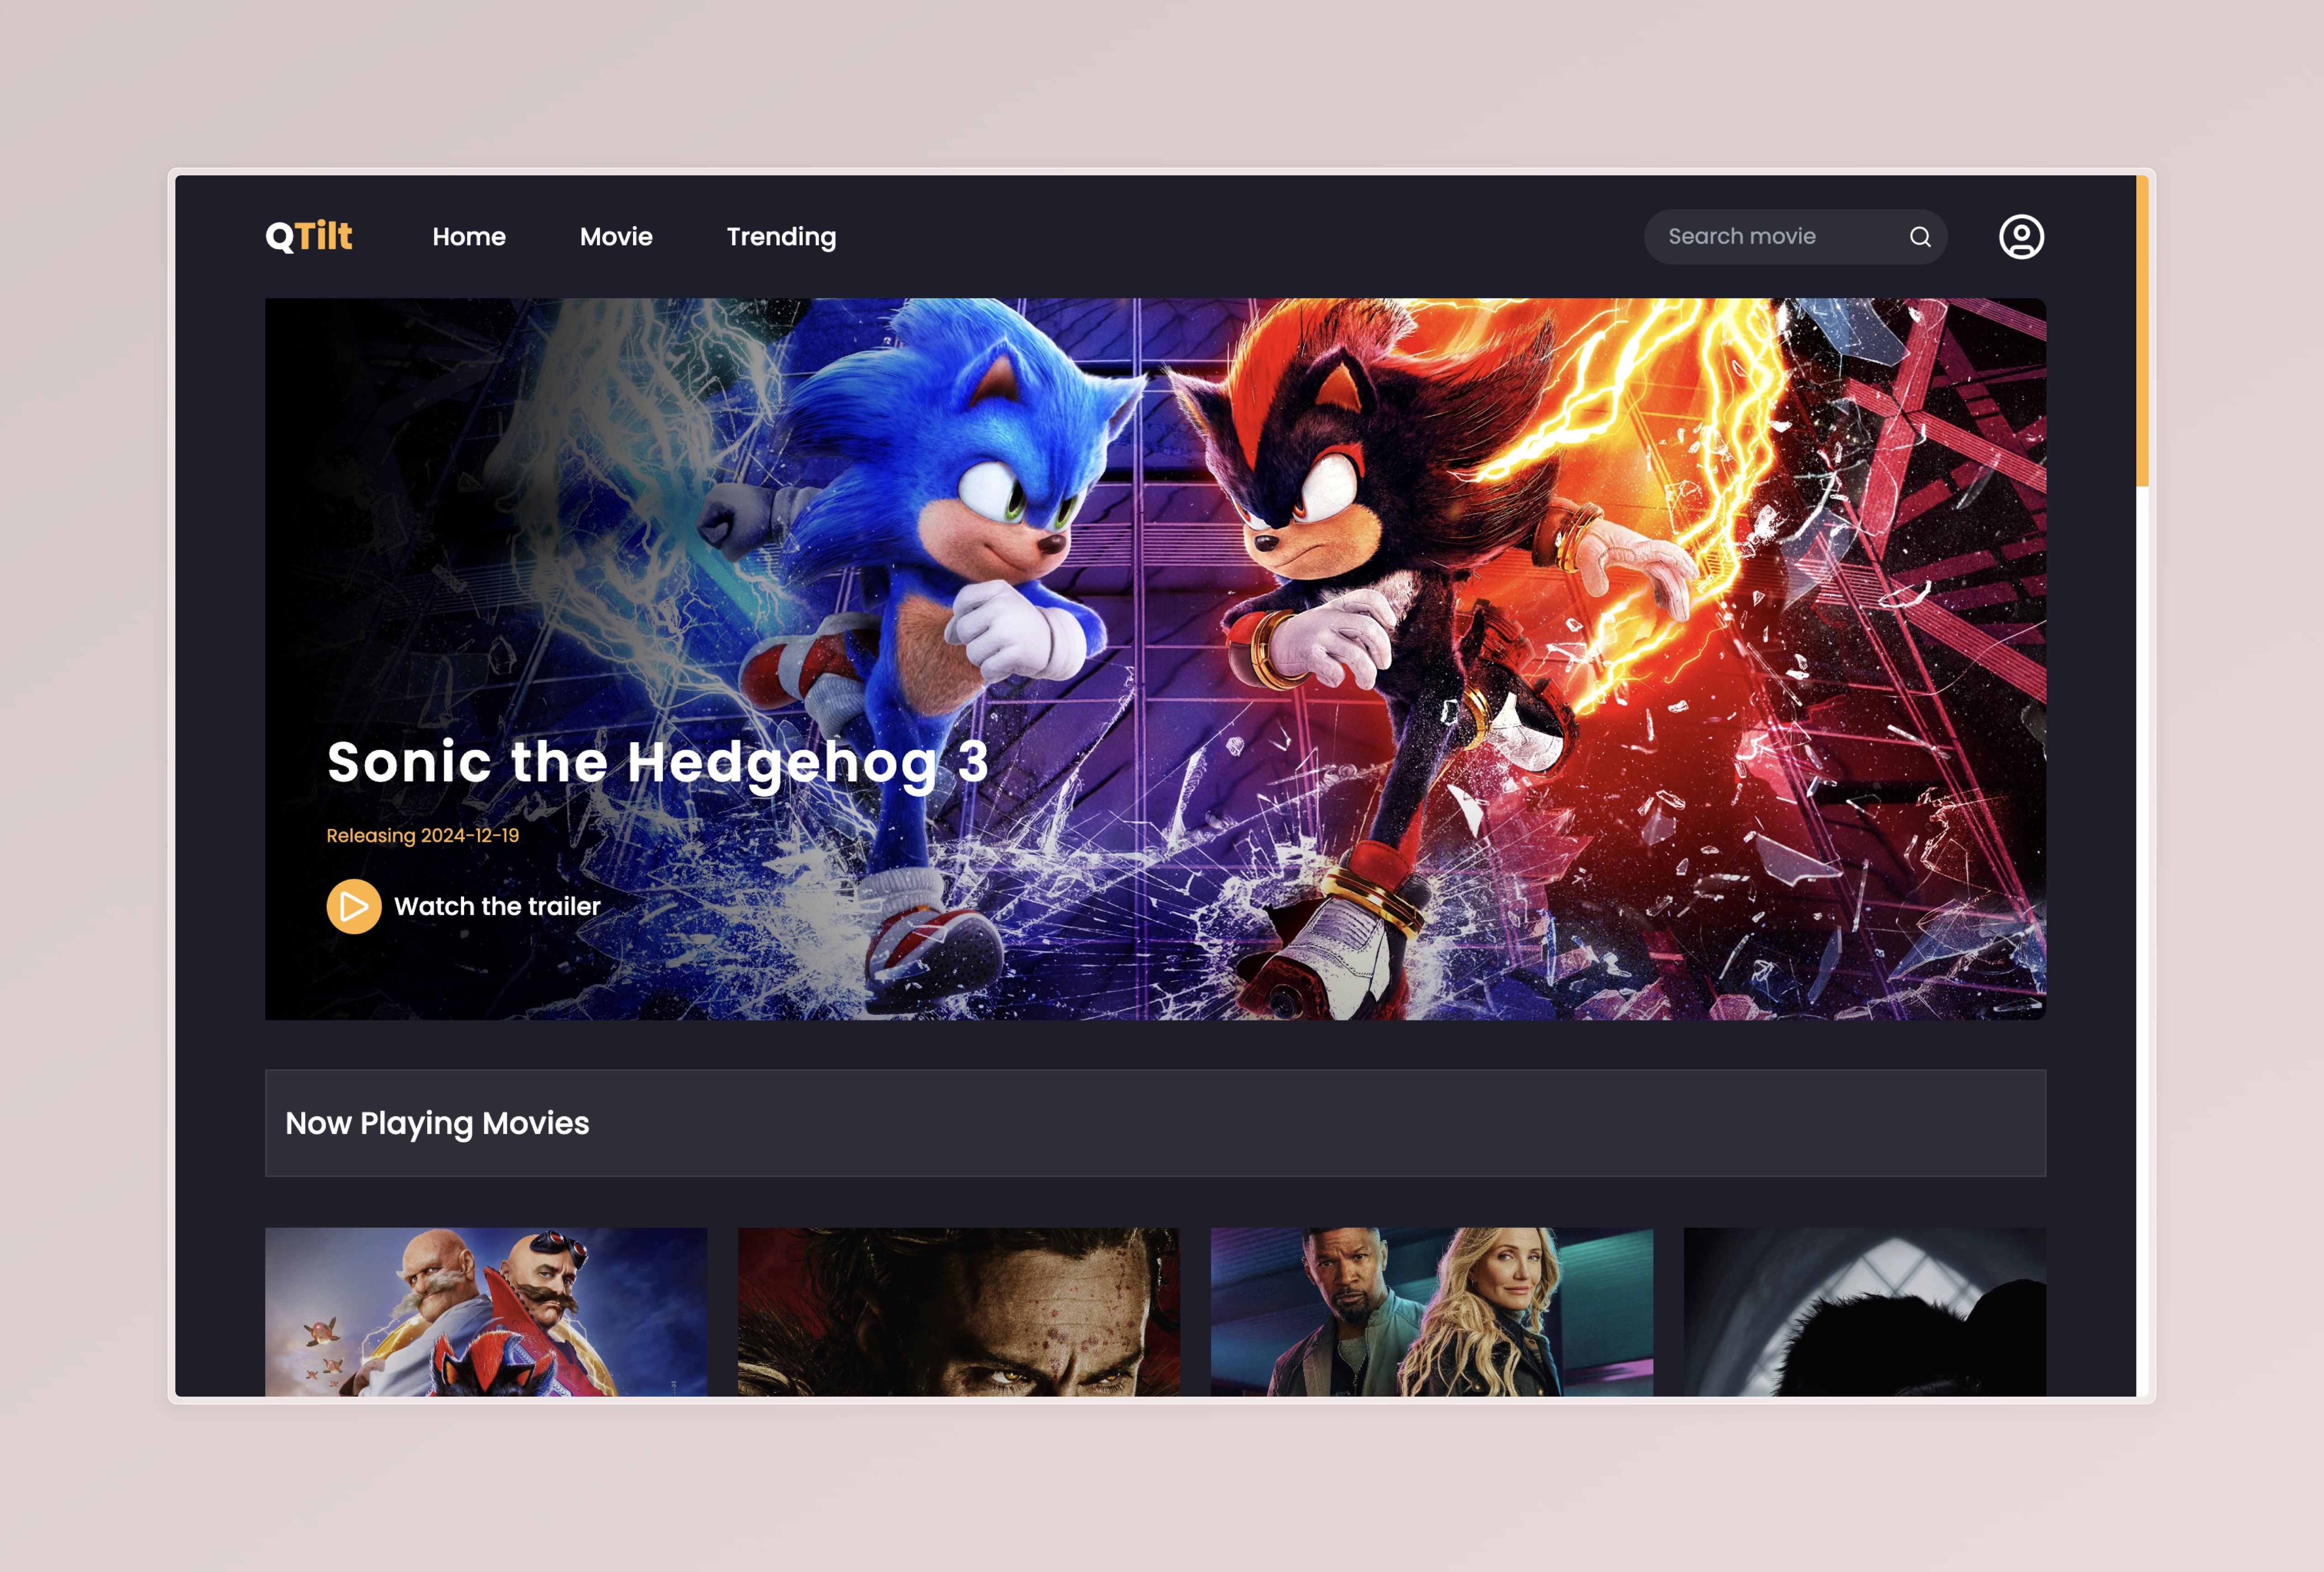 QTilt
Home
Movie
Trending
Search movie
Sonic the Hedgehog 3
Releasing 2024-12-19
Watch the trailer
Now Playing Movies